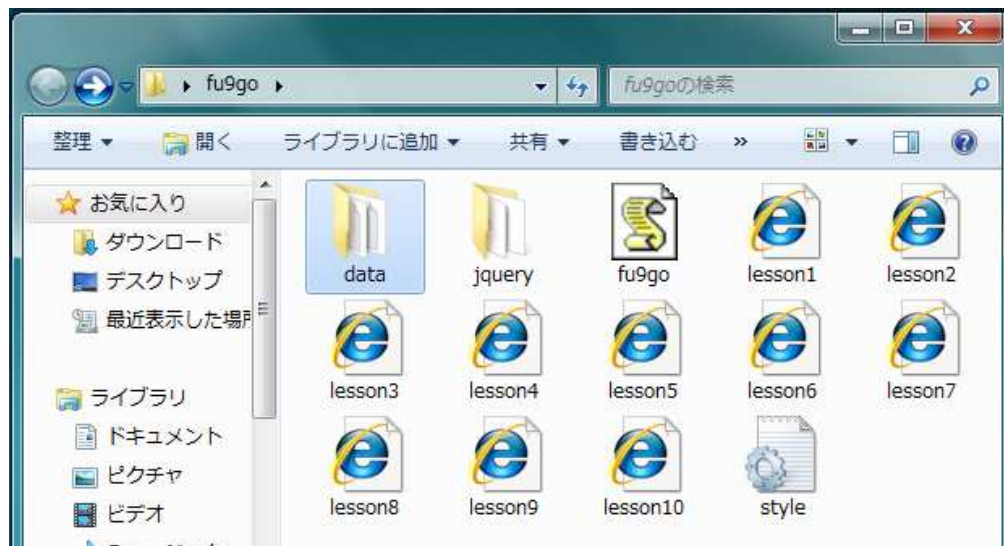 fu9go
fu9goの検索
整理 開く ライブラリに追加 共有 書き込む »
お気に入り
ダウンロード
デスクトップ
最近表示した場所
ライブラリ
ドキュメント
ピクチャ
ビデオ
data jquery fu9go lesson1 lesson2
lesson3 lesson4 lesson5 lesson6 lesson7
lesson8 lesson9 lesson10 style